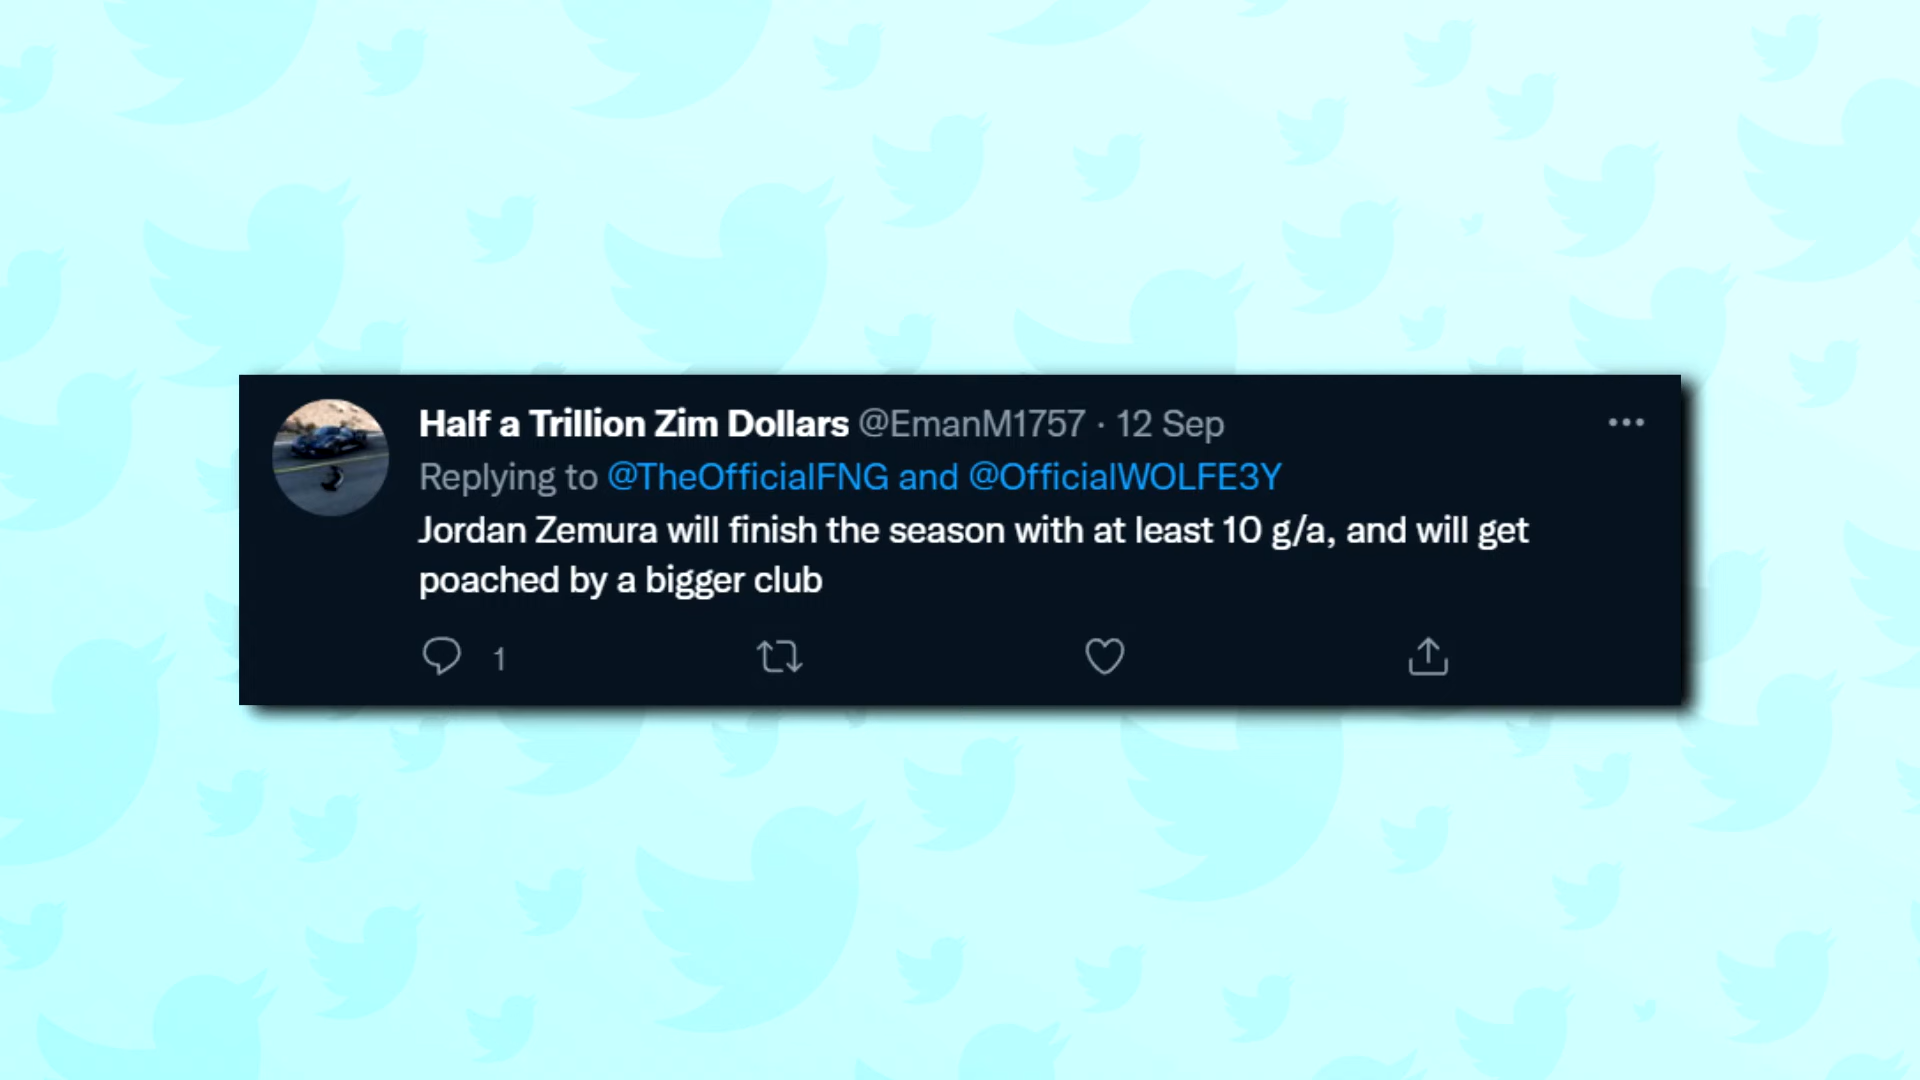 Half a Trillion Zim Dollars @EmanM1757 · 12 Sep
Replying to @TheOfficialFNG and @OfficialWOLFE3Y
Jordan Zemura will finish the season with at least 10 g/a, and will get
poached by a bigger club
1